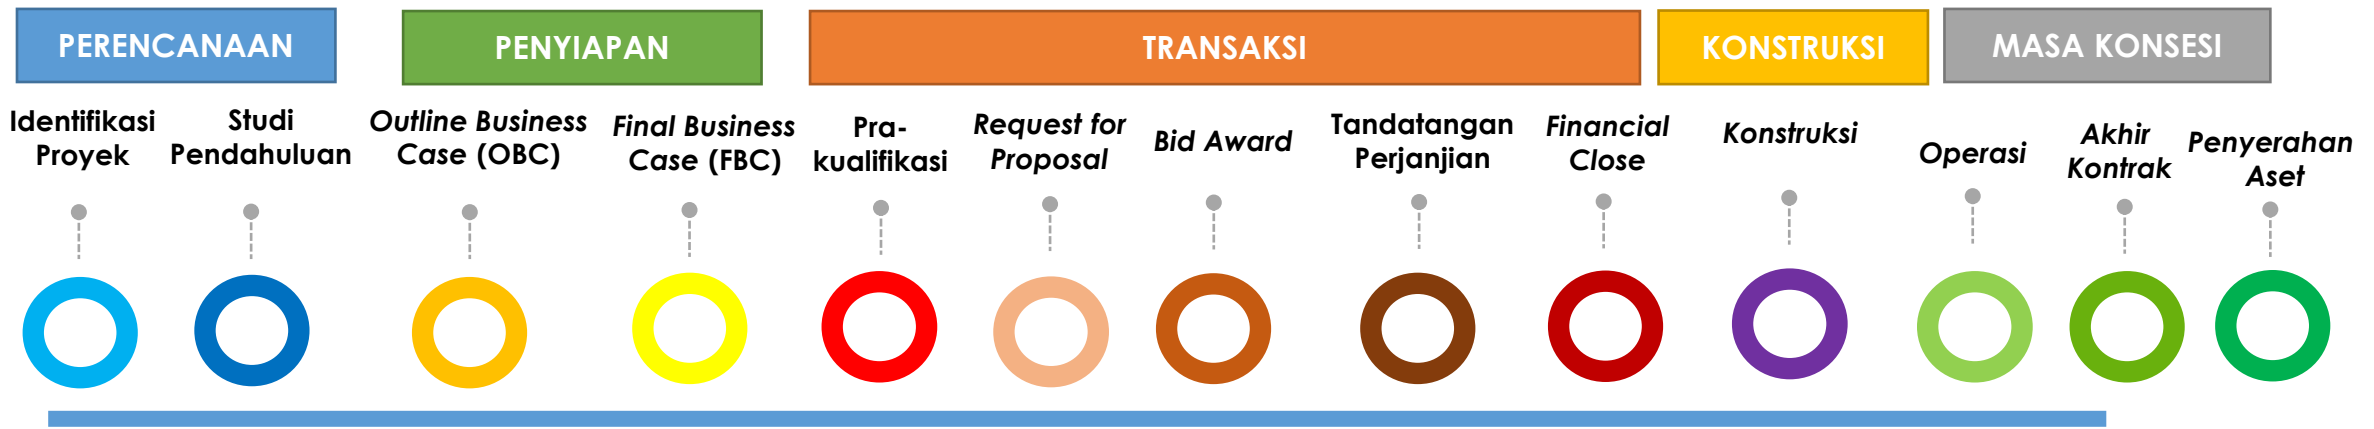 PERENCANAAN
PENYIAPAN
TRANSAKSI
KONSTRUKSI
MASA KONSESI
Identifikasi
Proyek
Studi
Pendahuluan
Outline Business
Case (OBC)
Final Business
Case (FBC)
Pra-
kualifikasi
Request for
Proposal
Bid Award
Tandatangan
Perjanjian
Financial
Close
Konstruksi
Operasi
Akhir
Kontrak
Penyerahan
Aset